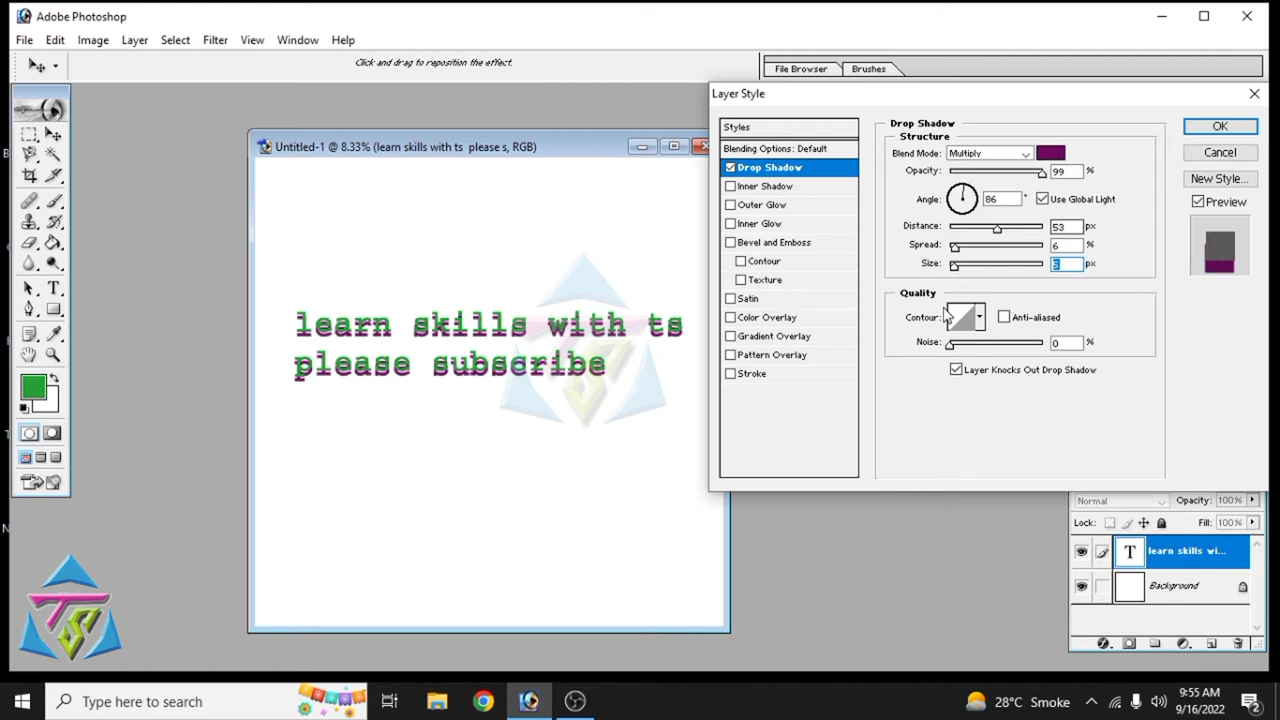 Adobe Photoshop
File Edit Image Layer Select Filter View Window Help
Click and drag to reposition the effect.
File Browser Brushes
Layer Style
Styles
Blending Options: Default
Drop Shadow
Inner Shadow
Outer Glow
Inner Glow
Bevel and Emboss
Contour
Texture
Satin
Color Overlay
Gradient Overlay
Pattern Overlay
Stroke
Drop Shadow
Structure
Blend Mode: Multiply
Opacity: 99 %
Angle: 86 ° Use Global Light
Distance: 53 px
Spread: 6 %
Size: 5 px
Quality
Contour: Anti-aliased
Noise: 0 %
Layer Knocks Out Drop Shadow
OK
Cancel
New Style...
Preview
Untitled-1 @ 8.33% (learn skills with ts please s, RGB)
learn skills with ts
please subscribe
TS
Normal Opacity: 100%
Lock: Fill: 100%
T learn skills wi...
Background
TS
Type here to search
28°C Smoke
9:55 AM
9/16/2022
2